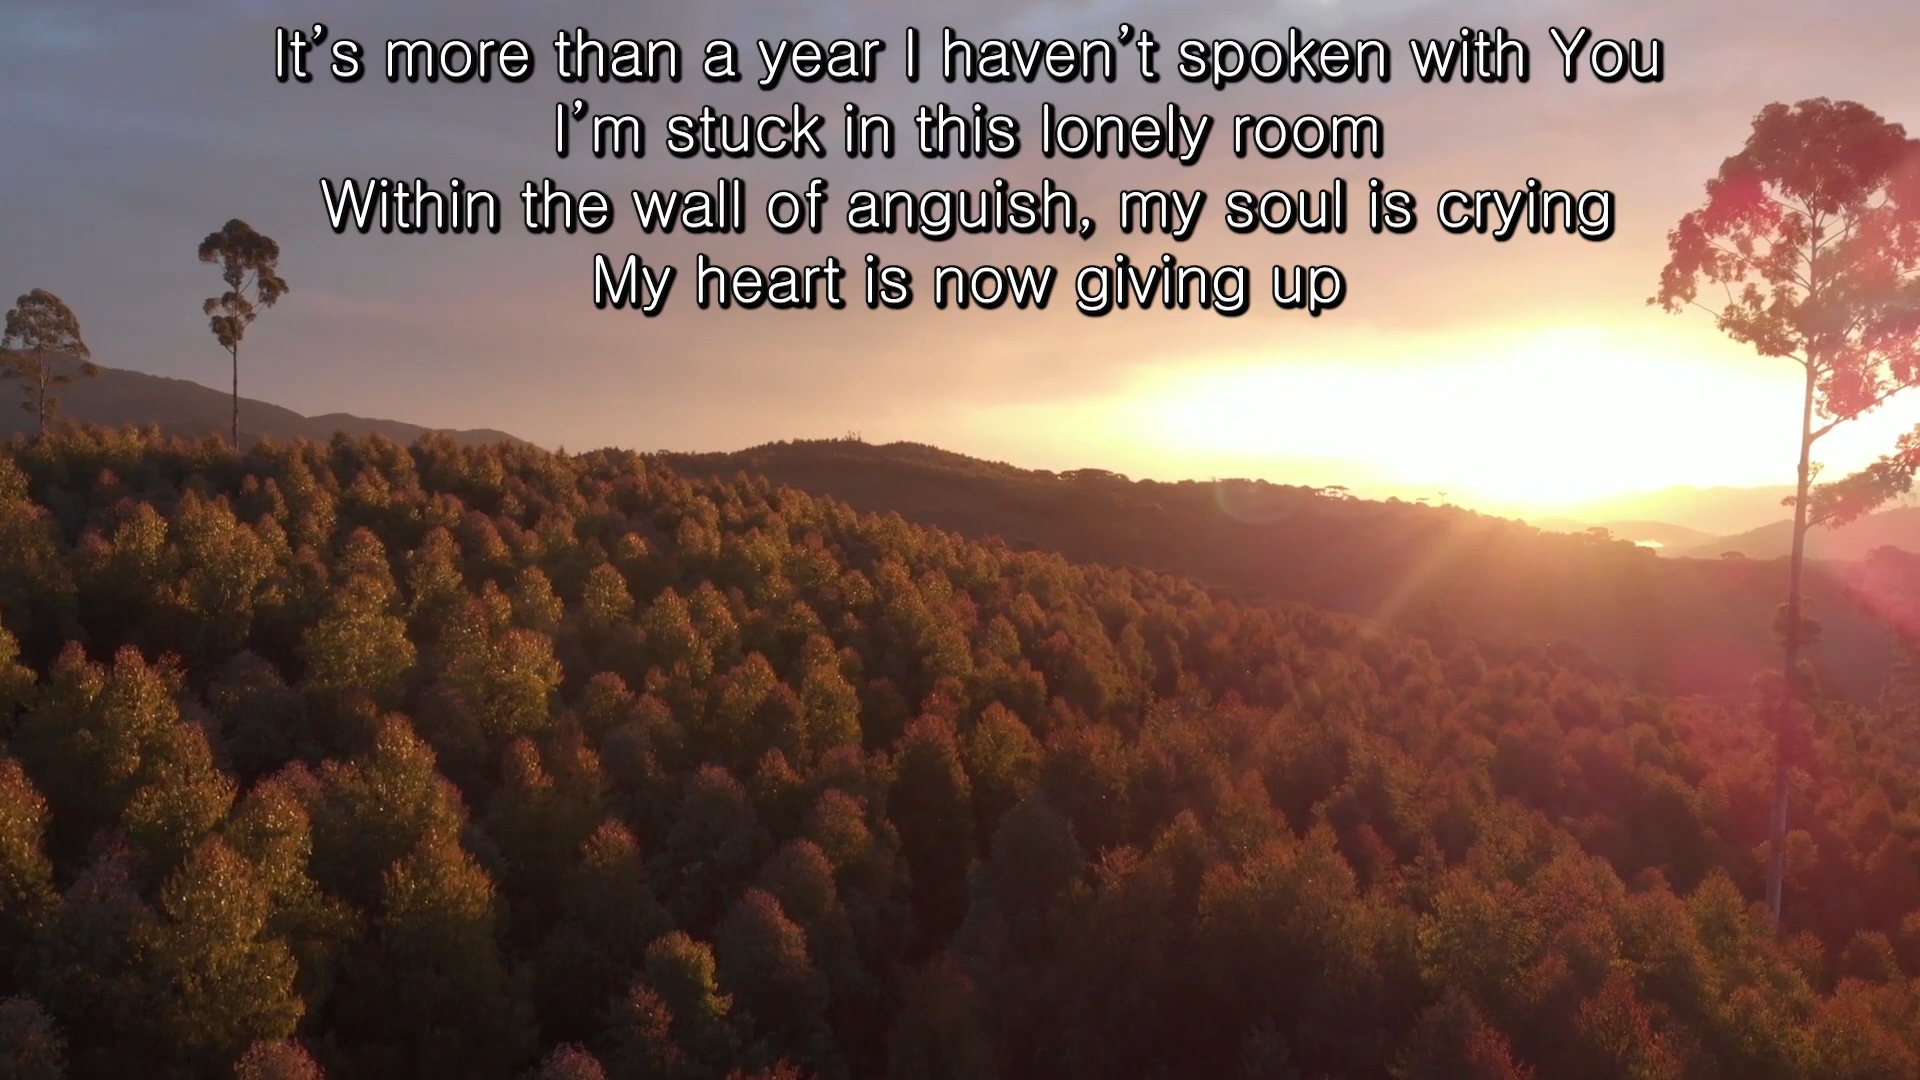 It’s more than a year I haven’t spoken with You
I’m stuck in this lonely room
Within the wall of anguish, my soul is crying
My heart is now giving up